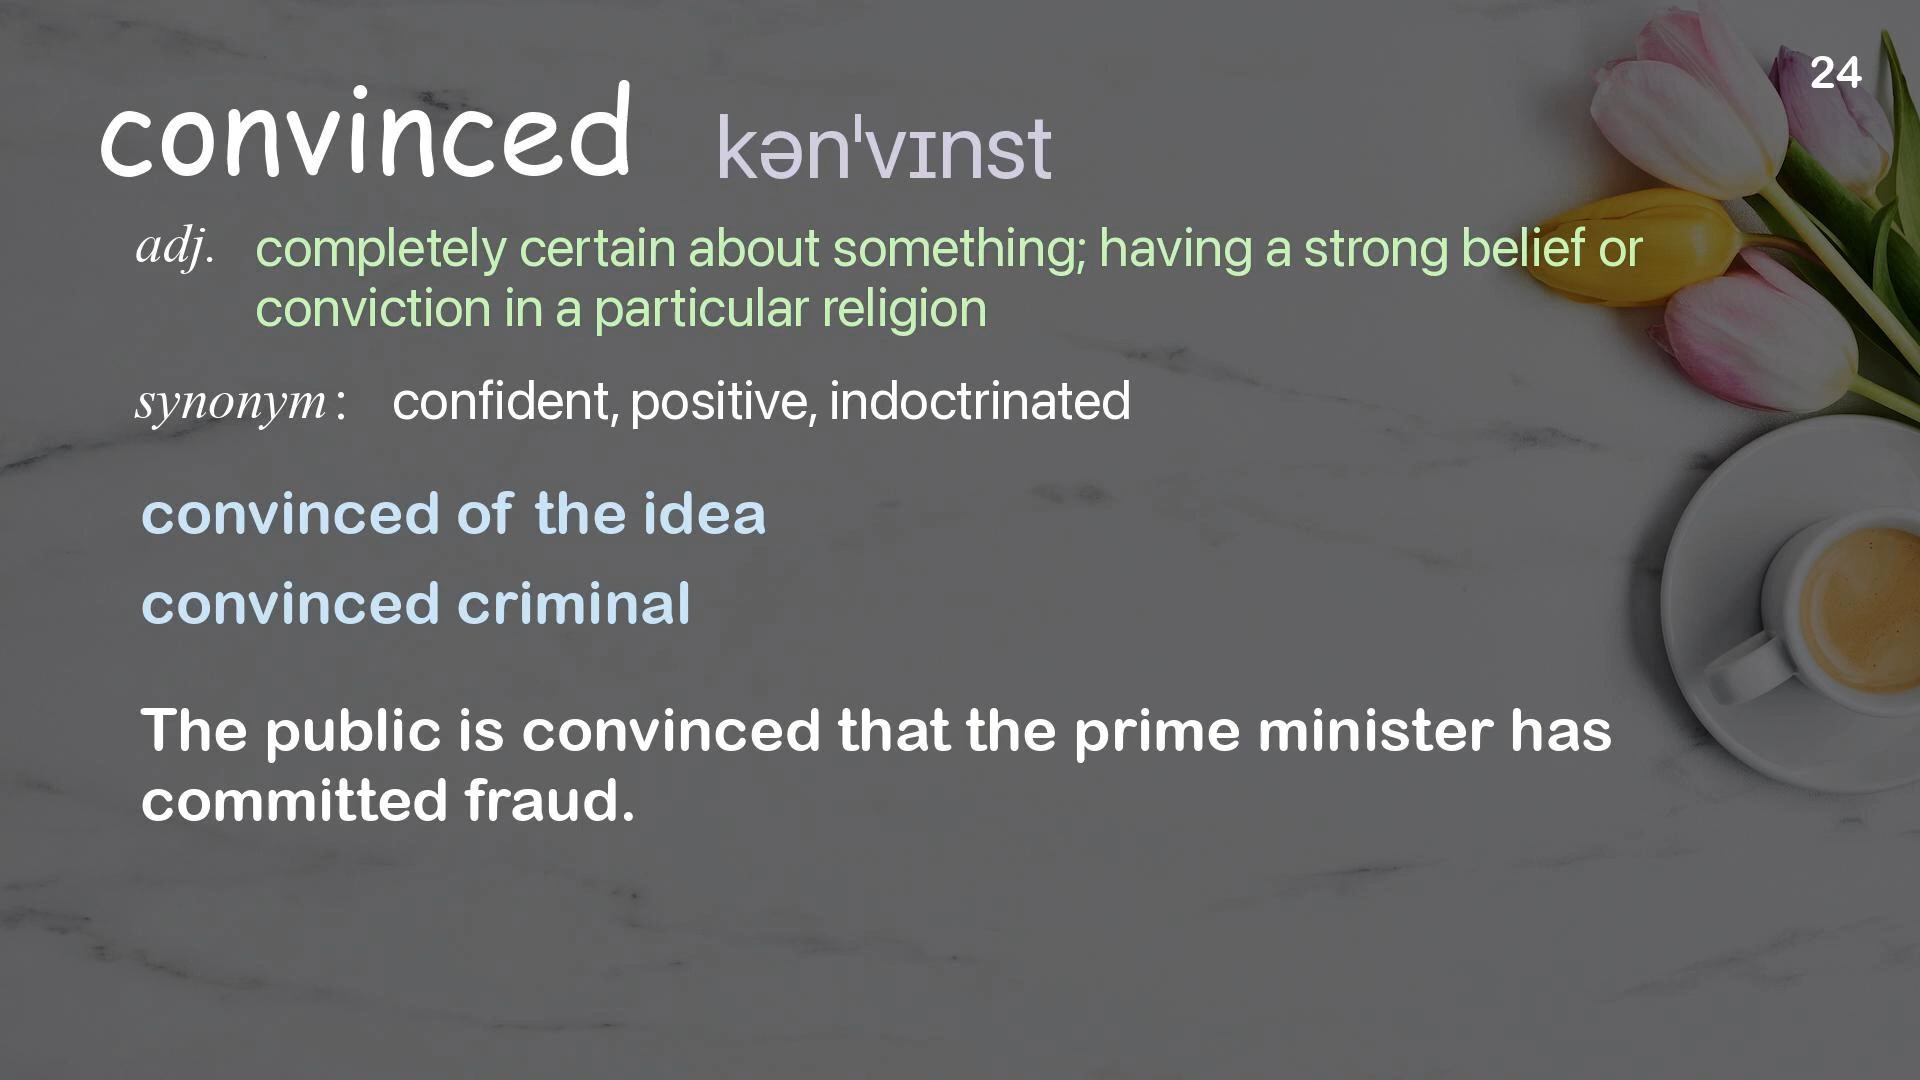 24
convinced kənˈvɪnst
adj. completely certain about something; having a strong belief or
conviction in a particular religion
synonym: confident, positive, indoctrinated
convinced of the idea
convinced criminal
The public is convinced that the prime minister has
committed fraud.